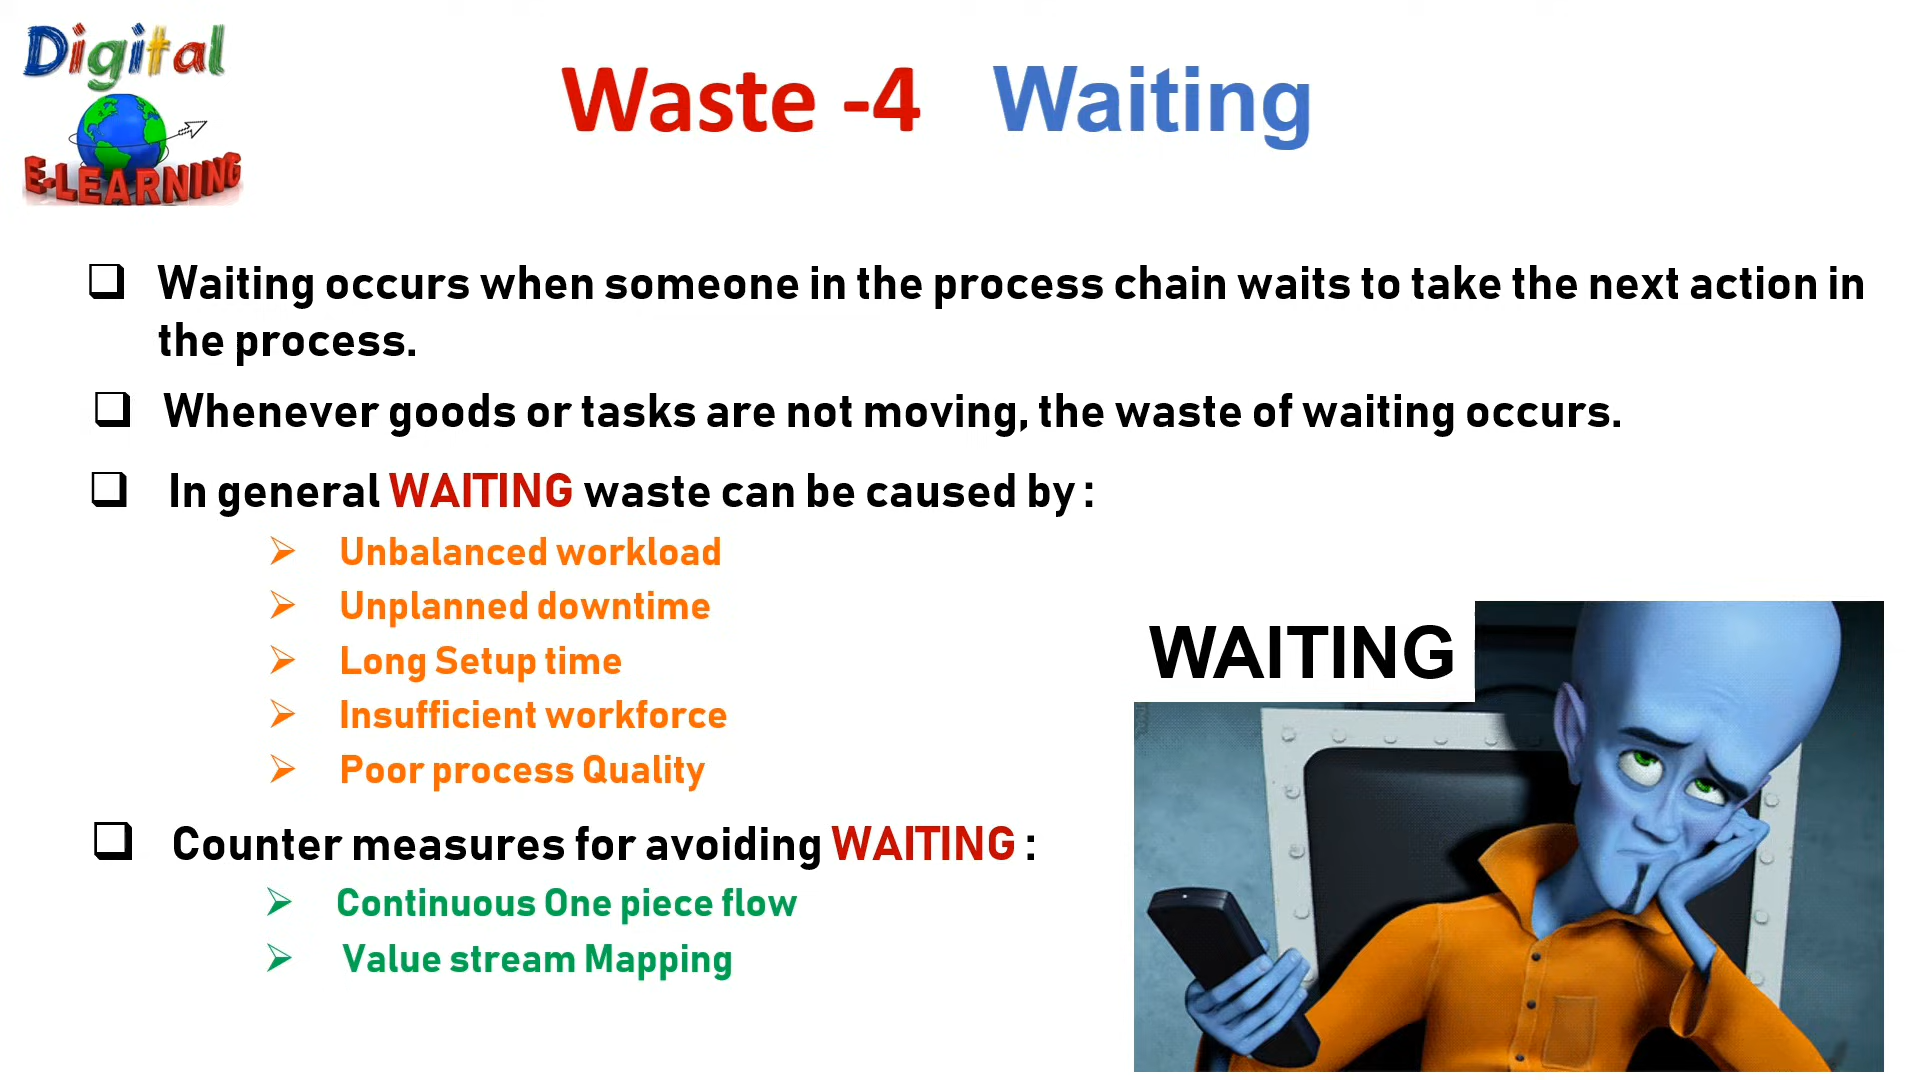 Digital
E-LEARNING
Waste -4 Waiting
Waiting occurs when someone in the process chain waits to take the next action in
the process.
Whenever goods or tasks are not moving, the waste of waiting occurs.
In general WAITING waste can be caused by :
Unbalanced workload
Unplanned downtime
Long Setup time
Insufficient workforce
Poor process Quality
WAITING
Counter measures for avoiding WAITING :
Continuous One piece flow
Value stream Mapping